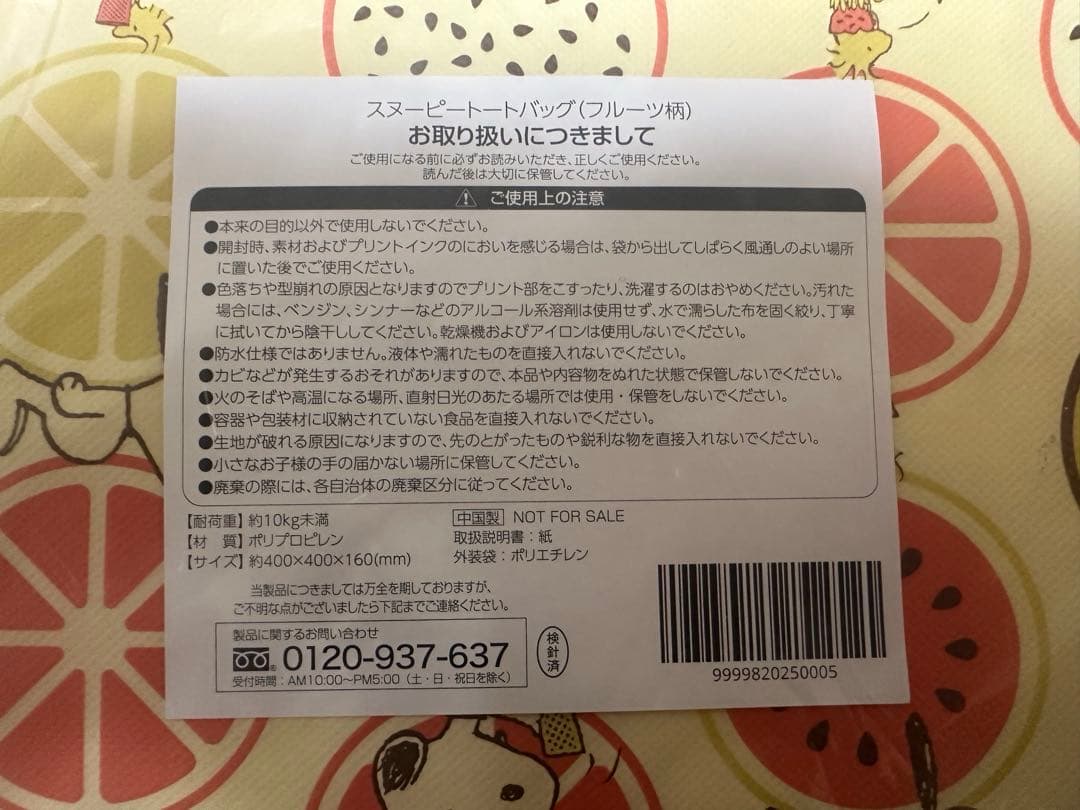 スヌーピートートバッグ(フルーツ柄)
お取り扱いにつきまして
ご使用になる前に必ずお読みいただき、正しくご使用ください。
読んだ後は大切に保管してください。
ご使用上の注意
●本来の目的以外で使用しないでください。
●開封時、素材およびプリントインクのにおいを感じる場合は、袋から出してしばらく風通しのよい場所
に置いた後でご使用ください。
●色落ちや型崩れの原因となりますのでプリント部をこすったり、洗濯するのはおやめください。汚れた
場合には、ベンジン、シンナーなどのアルコール系溶剤は使用せず、水で濡らした布を固く絞り、丁寧
に拭いてから陰干ししてください。乾燥機およびアイロンは使用しないでください。
●防水仕様ではありません。液体や濡れたものを直接入れないでください。
●カビなどが発生するおそれがありますので、本品や内容物をぬれた状態で保管しないでください。
●火のそばや高温になる場所、直射日光のあたる場所では使用・保管をしないでください。
●容器や包装材に収納されていない食品を直接入れないでください。
●生地が破れる原因になりますので、先のとがったものや鋭利な物を直接入れないでください。
●小さなお子様の手の届かない場所に保管してください。
●廃棄の際には、各自治体の廃棄区分に従ってください。
【耐荷重】約10kg未満
【材 質】ポリプロピレン
【サイズ】約400×400×160(mm)
中国製 NOT FOR SALE
取扱説明書：紙
外装袋：ポリエチレン
当製品につきましては万全を期しておりますが、
ご不明な点がございましたら下記までご連絡ください。
製品に関するお問い合わせ
0120-937-637
受付時間：AM10:00〜PM5:00（土・日・祝日を除く）
検針済
9999820250005